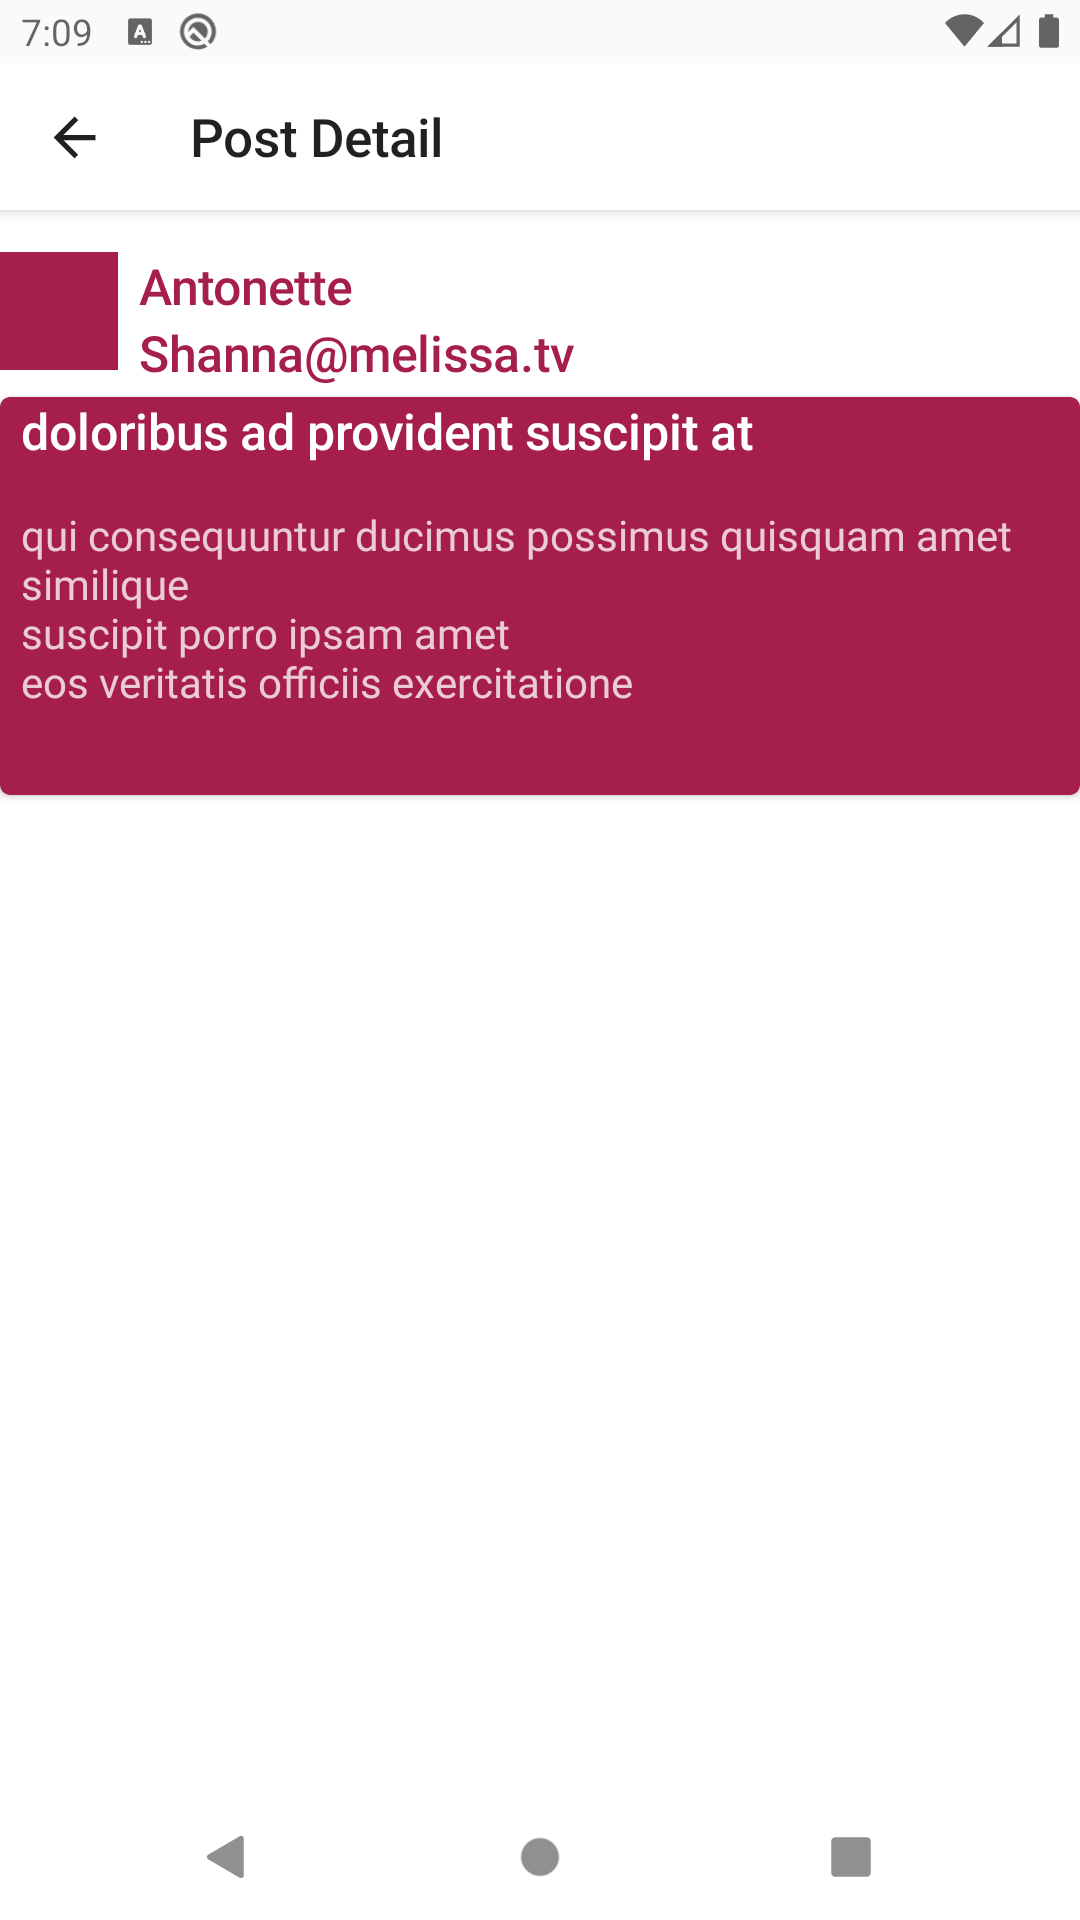 7:09
A
Post Detail
Antonette
Shanna@melissa.tv
doloribus ad provident suscipit at
qui consequuntur ducimus possimus quisquam amet
similique
suscipit porro ipsam amet
eos veritatis officiis exercitatione